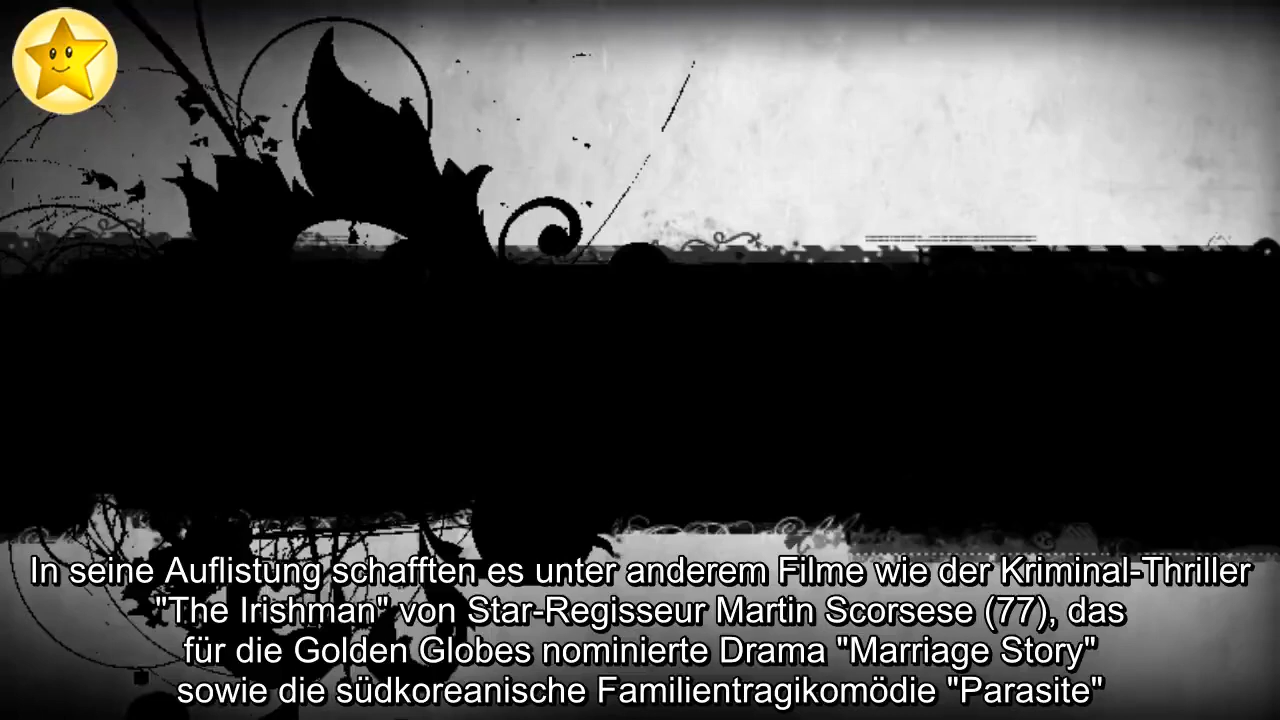 In seine Auflistung schafften es unter anderem Filme wie der Kriminal-Thriller
"The Irishman" von Star-Regisseur Martin Scorsese (77), das
für die Golden Globes nominierte Drama "Marriage Story"
sowie die südkoreanische Familientragikomödie "Parasite"